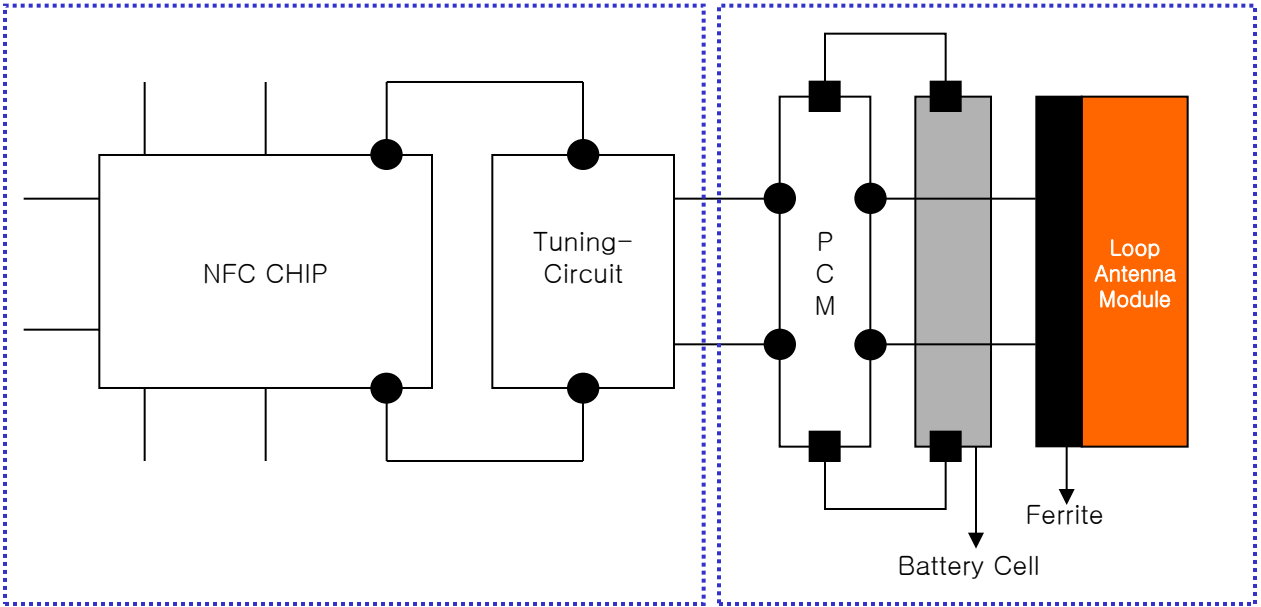 NFC CHIP
Tuning-
Circuit
P
C
M
Loop
Antenna
Module
Ferrite
Battery Cell